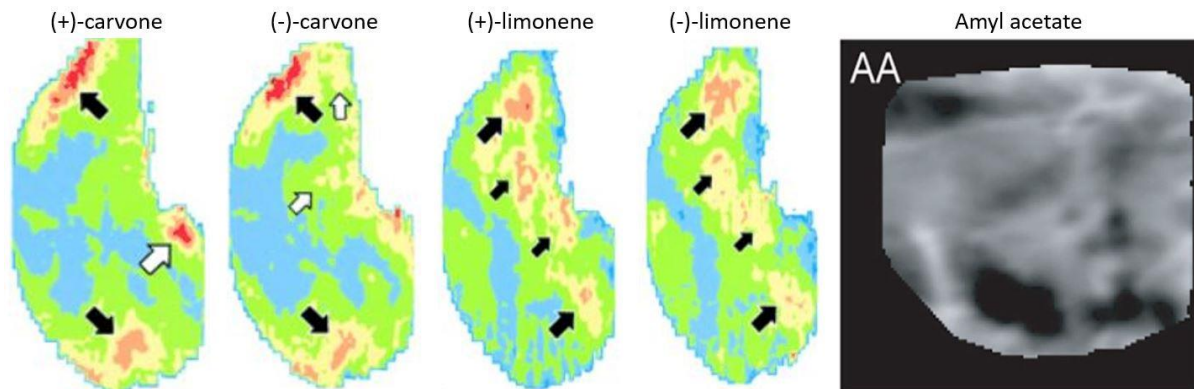 (+)-carvone
(-)-carvone
(+)-limonene
(-)-limonene
Amyl acetate
AA